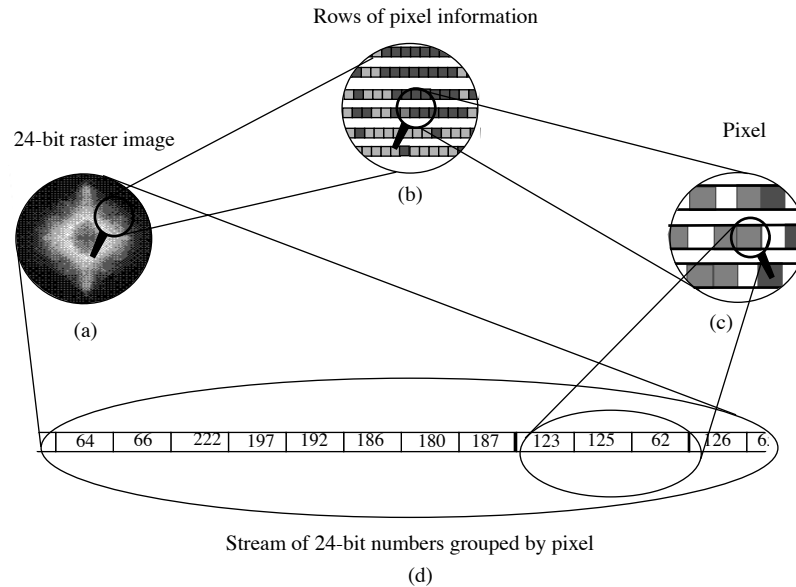 Rows of pixel information
24-bit raster image
Pixel
(b)
(a)
(c)
64 66 222 197 192 186 180 187 123 125 62 126
Stream of 24-bit numbers grouped by pixel
(d)